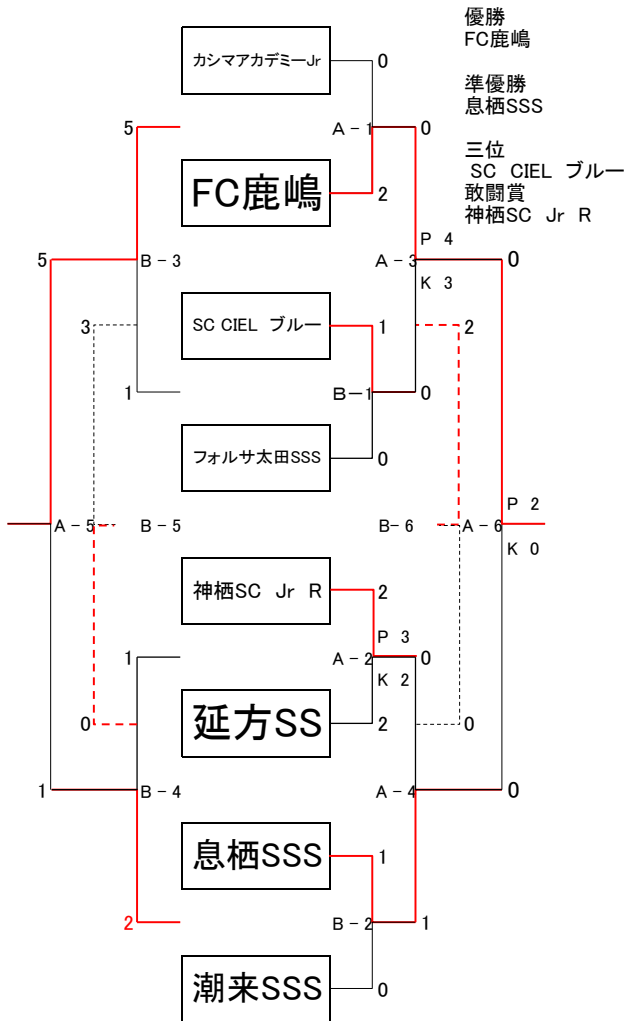 優勝
FC鹿嶋
準優勝
息栖SSS
三位
SC CIEL ブルー
敢闘賞
神栖SC Jr R
カシマアカデミーJr
0
5
A-1
0
FC鹿嶋
2
P 4
5
B-3
A-3
0
K 3
3
SC CIEL ブルー
1
2
1
B-1
0
フォルサ太田SSS
0
P 2
A-5
B-5
B-6
A-6
K 0
神栖SC Jr R
2
P 3
1
A-2
0
K 2
0
延方SS
2
0
1
B-4
A-4
0
息栖SSS
1
2
B-2
1
潮来SSS
0